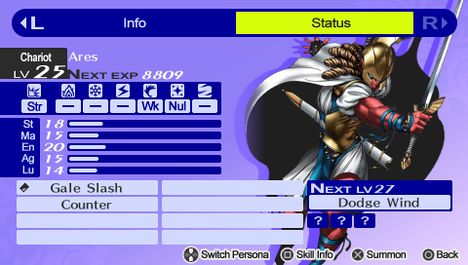 L Info Status R
Chariot Ares
LV 25 NEXT EXP 8809
Str — — — Wk Nul —
St 18
Ma 15
En 20
Ag 15
Lu 14
Gale Slash
Counter
NEXT LV 27
Dodge Wind
? ? ?
Switch Persona Skill Info Summon Back